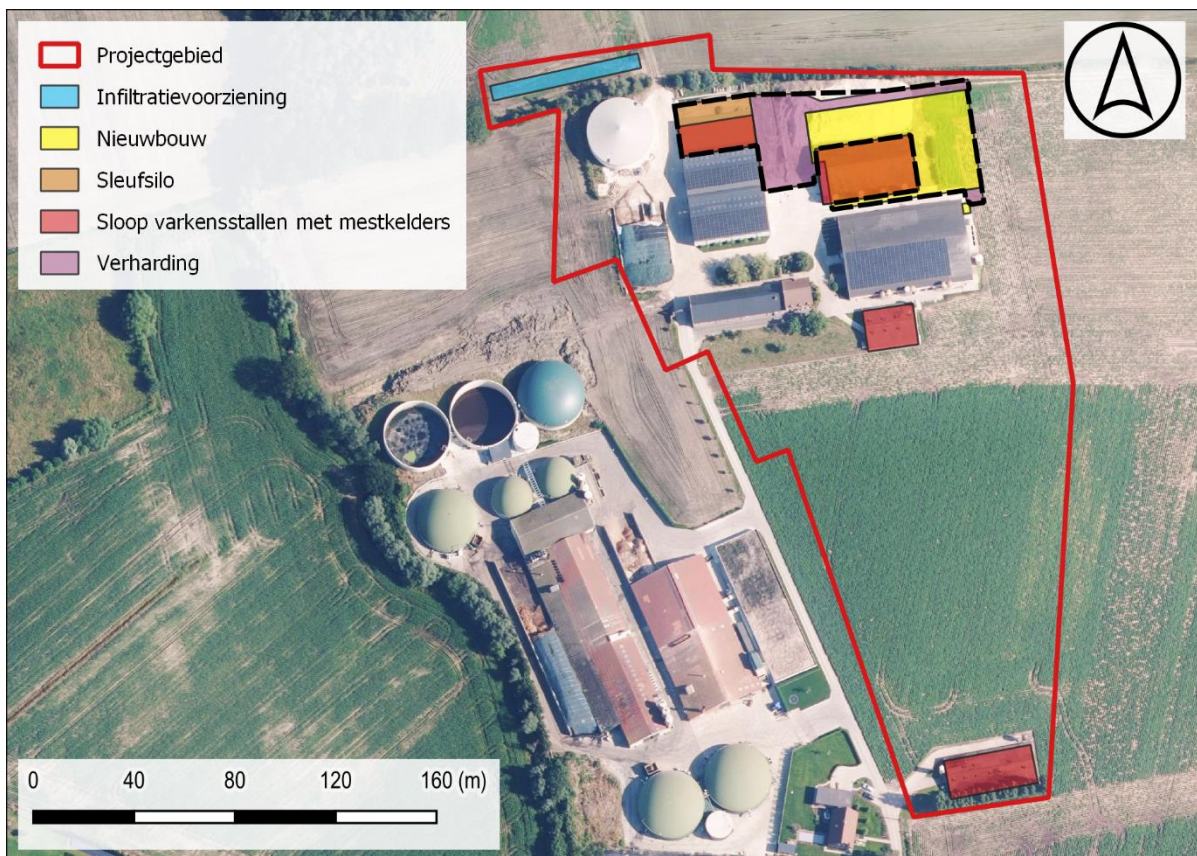 Projectgebied
Infiltratievoorziening
Nieuwbouw
Sleufsilo
Sloop varkensstallen met mestkelders
Verharding
0 40 80 120 160 (m)